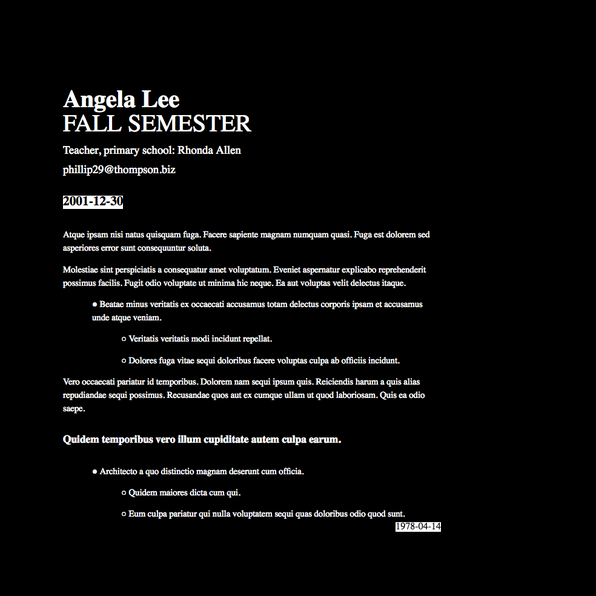 Angela Lee
FALL SEMESTER
Teacher, primary school: Rhonda Allen
phillip29@thompson.biz
2001-12-30
Atque ipsam nisi natus quisquam fuga. Facere sapiente magnam numquam quasi. Fuga est dolorem sed
asperiores error sunt consequuntur soluta.
Molestiae sint perspiciatis a consequatur amet voluptatum. Eveniet aspernatur explicabo reprehenderit
possimus facilis. Fugit odio voluptate ut minima hic neque. Ea aut voluptas velit delectus itaque.
● Beatae minus veritatis ex occaecati accusamus totam delectus corporis ipsam et accusamus
unde atque veniam.
○ Veritatis veritatis modi incidunt repellat.
○ Dolores fuga vitae sequi doloribus facere voluptas culpa ab officiis incidunt.
Vero occaecati pariatur id temporibus. Dolorem nam sequi ipsum quis. Reiciendis harum a quis alias
repudiandae sequi possimus. Recusandae quos aut ex cumque ullam ut quod laboriosam. Quis ea odio
saepe.
Quidem temporibus vero illum cupiditate autem culpa earum.
● Architecto a quo distinctio magnam deserunt cum officia.
○ Quidem maiores dicta cum qui.
○ Eum culpa pariatur qui nulla voluptatem sequi quas doloribus odio quod sunt.
1978-04-14